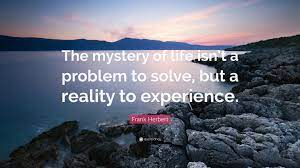 The mystery of life isn't a
problem to solve, but a
reality to experience.
Frank Herbert